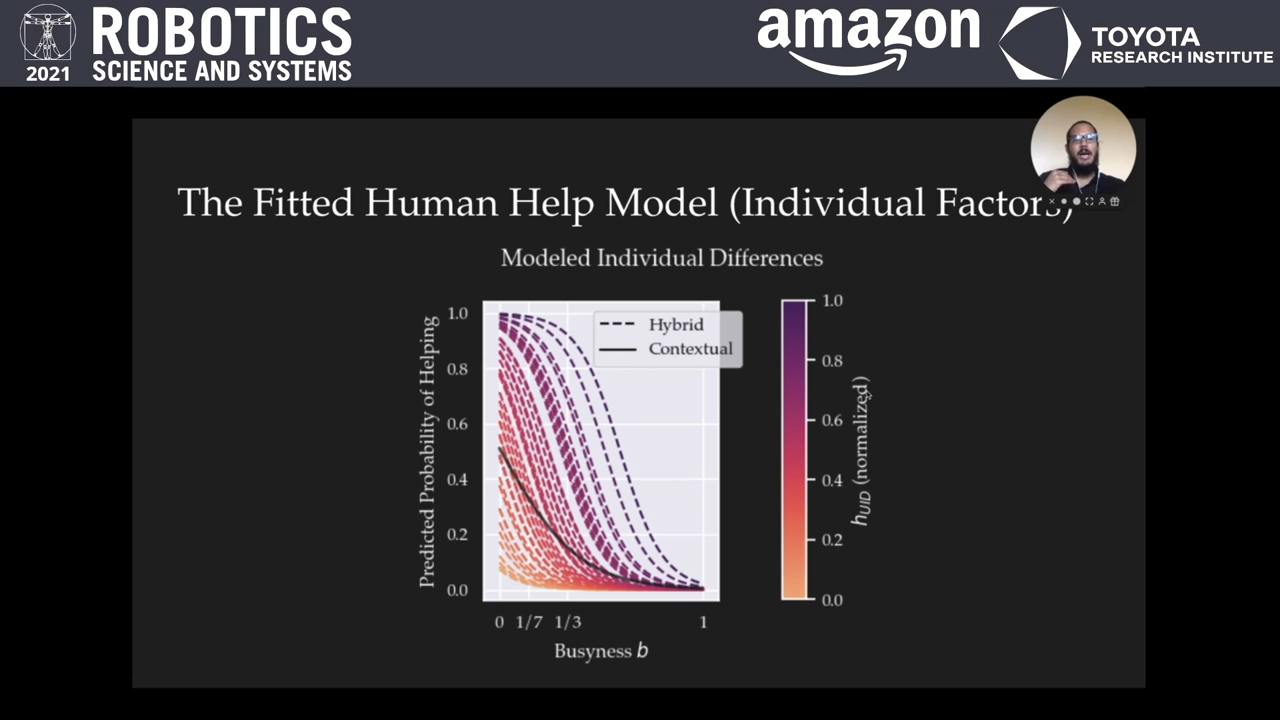 ROBOTICS
SCIENCE AND SYSTEMS
2021
amazon
TOYOTA
RESEARCH INSTITUTE
The Fitted Human Help Model (Individual Factors)
Modeled Individual Differences
Predicted Probability of Helping
1.0
0.8
0.6
0.4
0.2
0.0
Hybrid
Contextual
0 1/7 1/3 1
Busyness b
1.0
0.8
0.6
0.4
0.2
0.0
hUID (normalized)